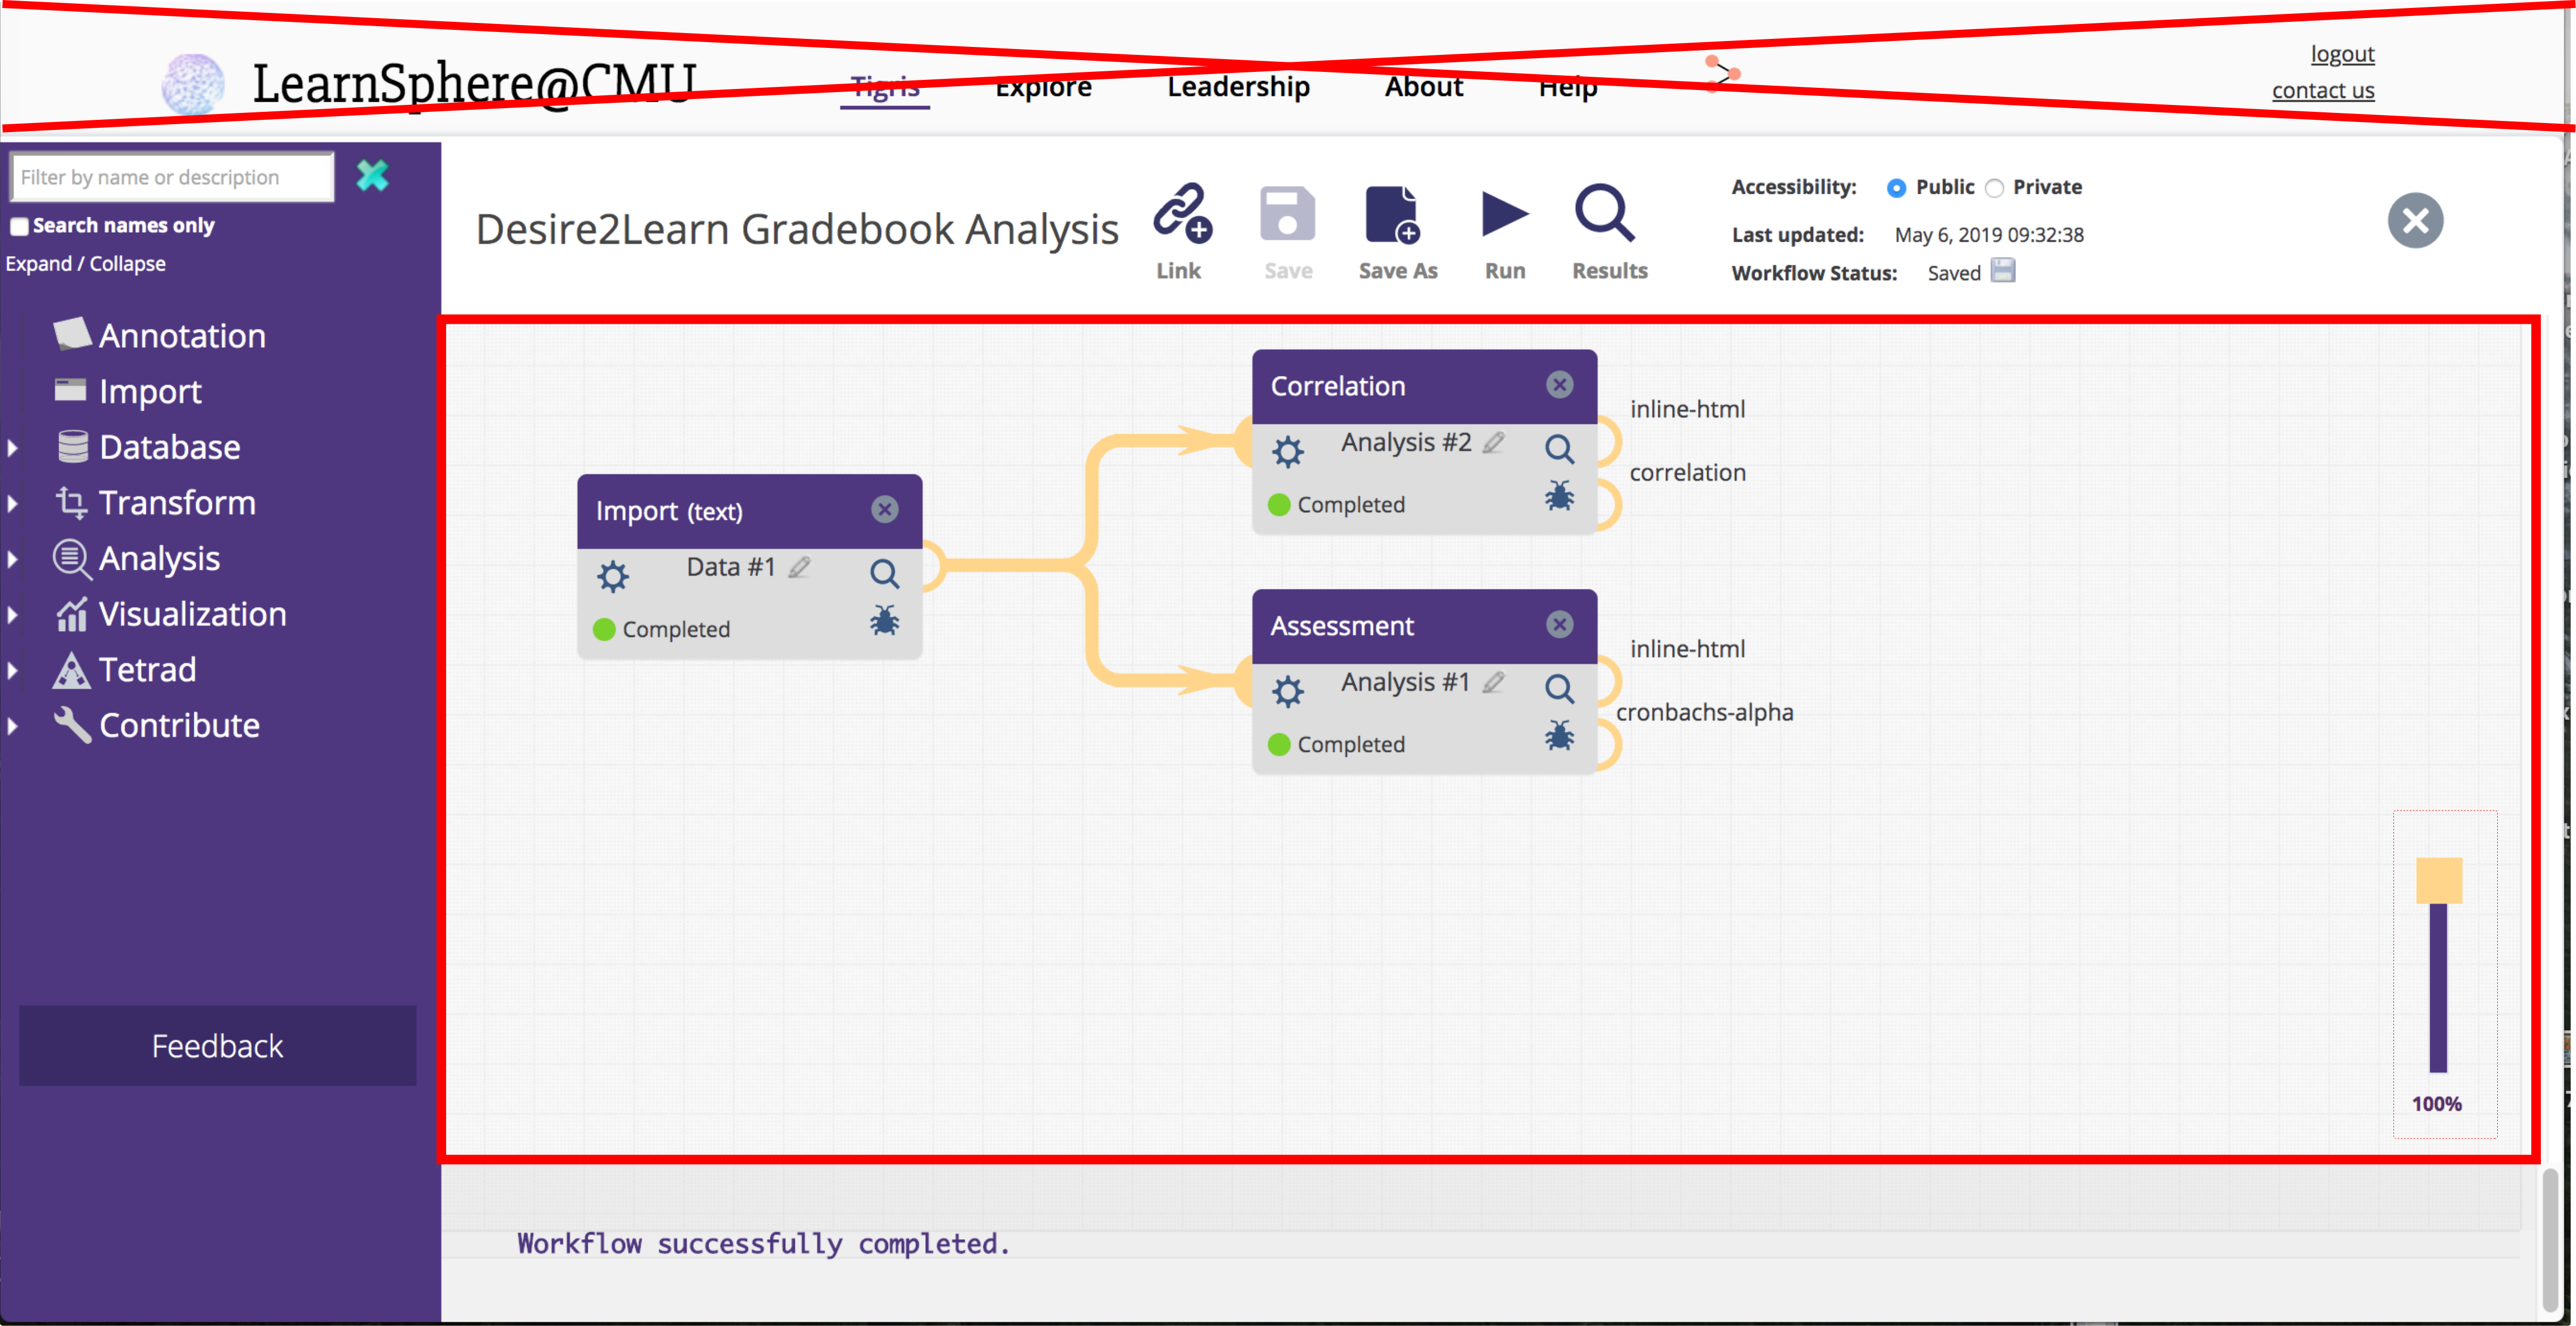 LearnSphere@CMU
Tigris
Explore
Leadership
About
Help
logout
contact us
Filter by name or description
Search names only
Expand / Collapse
Annotation
Import
Database
Transform
Analysis
Visualization
Tetrad
Contribute
Feedback
Desire2Learn Gradebook Analysis
Link
Save
Save As
Run
Results
Accessibility: Public Private
Last updated: May 6, 2019 09:32:38
Workflow Status: Saved
Import (text)
Data #1
Completed
Correlation
Analysis #2
Completed
inline-html
correlation
Assessment
Analysis #1
Completed
inline-html
cronbachs-alpha
100%
Workflow successfully completed.